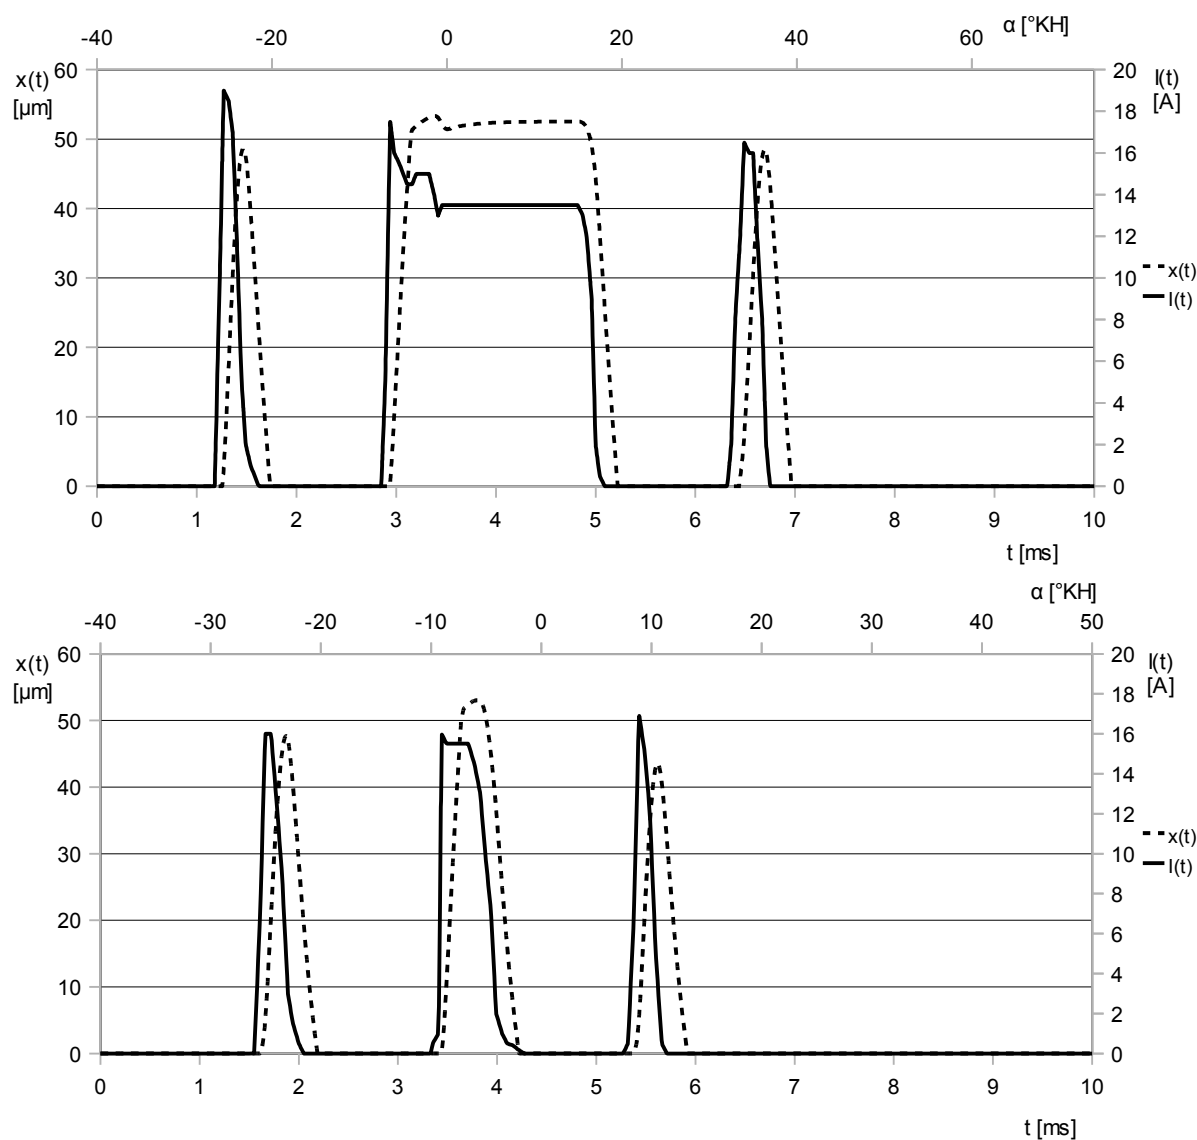 α [°KH]
-40 -20 0 20 40 60
x(t) 60 20 I(t)
[µm] 18 [A]
50 16
14
40 12
30 10 x(t)
8 I(t)
20 6
10 4
2
0 0
0 1 2 3 4 5 6 7 8 9 10
t [ms]
α [°KH]
-40 -30 -20 -10 0 10 20 30 40 50
x(t) 60 20 I(t)
[µm] 18 [A]
50 16
14
40 12
x(t)
30 10 I(t)
8
20 6
10 4
2
0 0
0 1 2 3 4 5 6 7 8 9 10
t [ms]